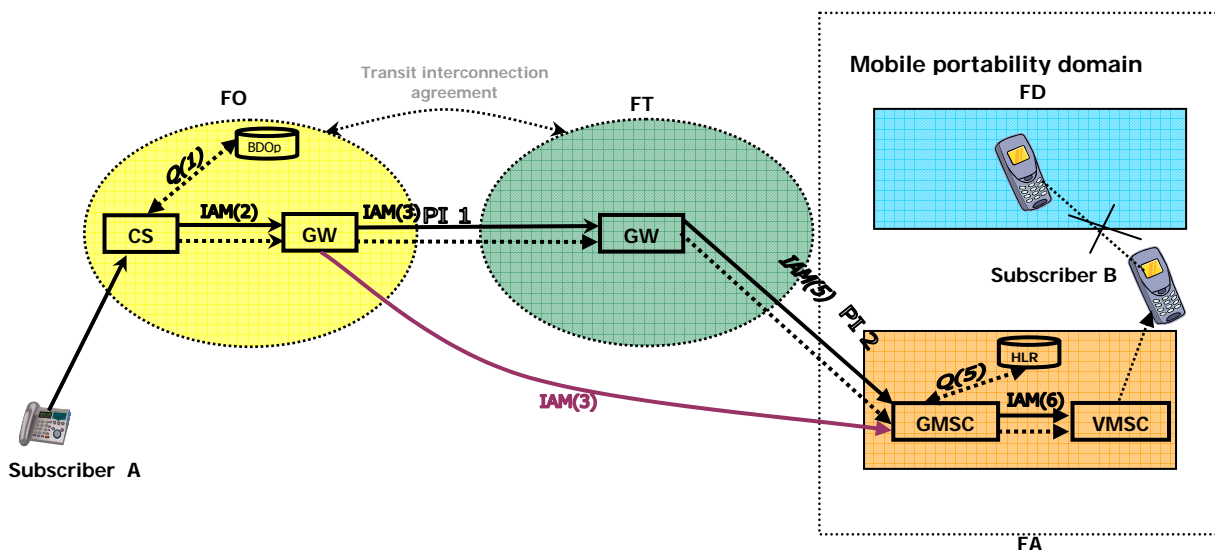 Mobile portability domain
FD
Transit interconnection
agreement
FO
FT
BDOp
Q(1)
IAM(2)
IAM(3)
PI 1
CS
GW
GW
Subscriber B
IAM(5) PI 2
HLR
Q(5)
IAM(3)
IAM(6)
GMSC
VMSC
Subscriber A
FA